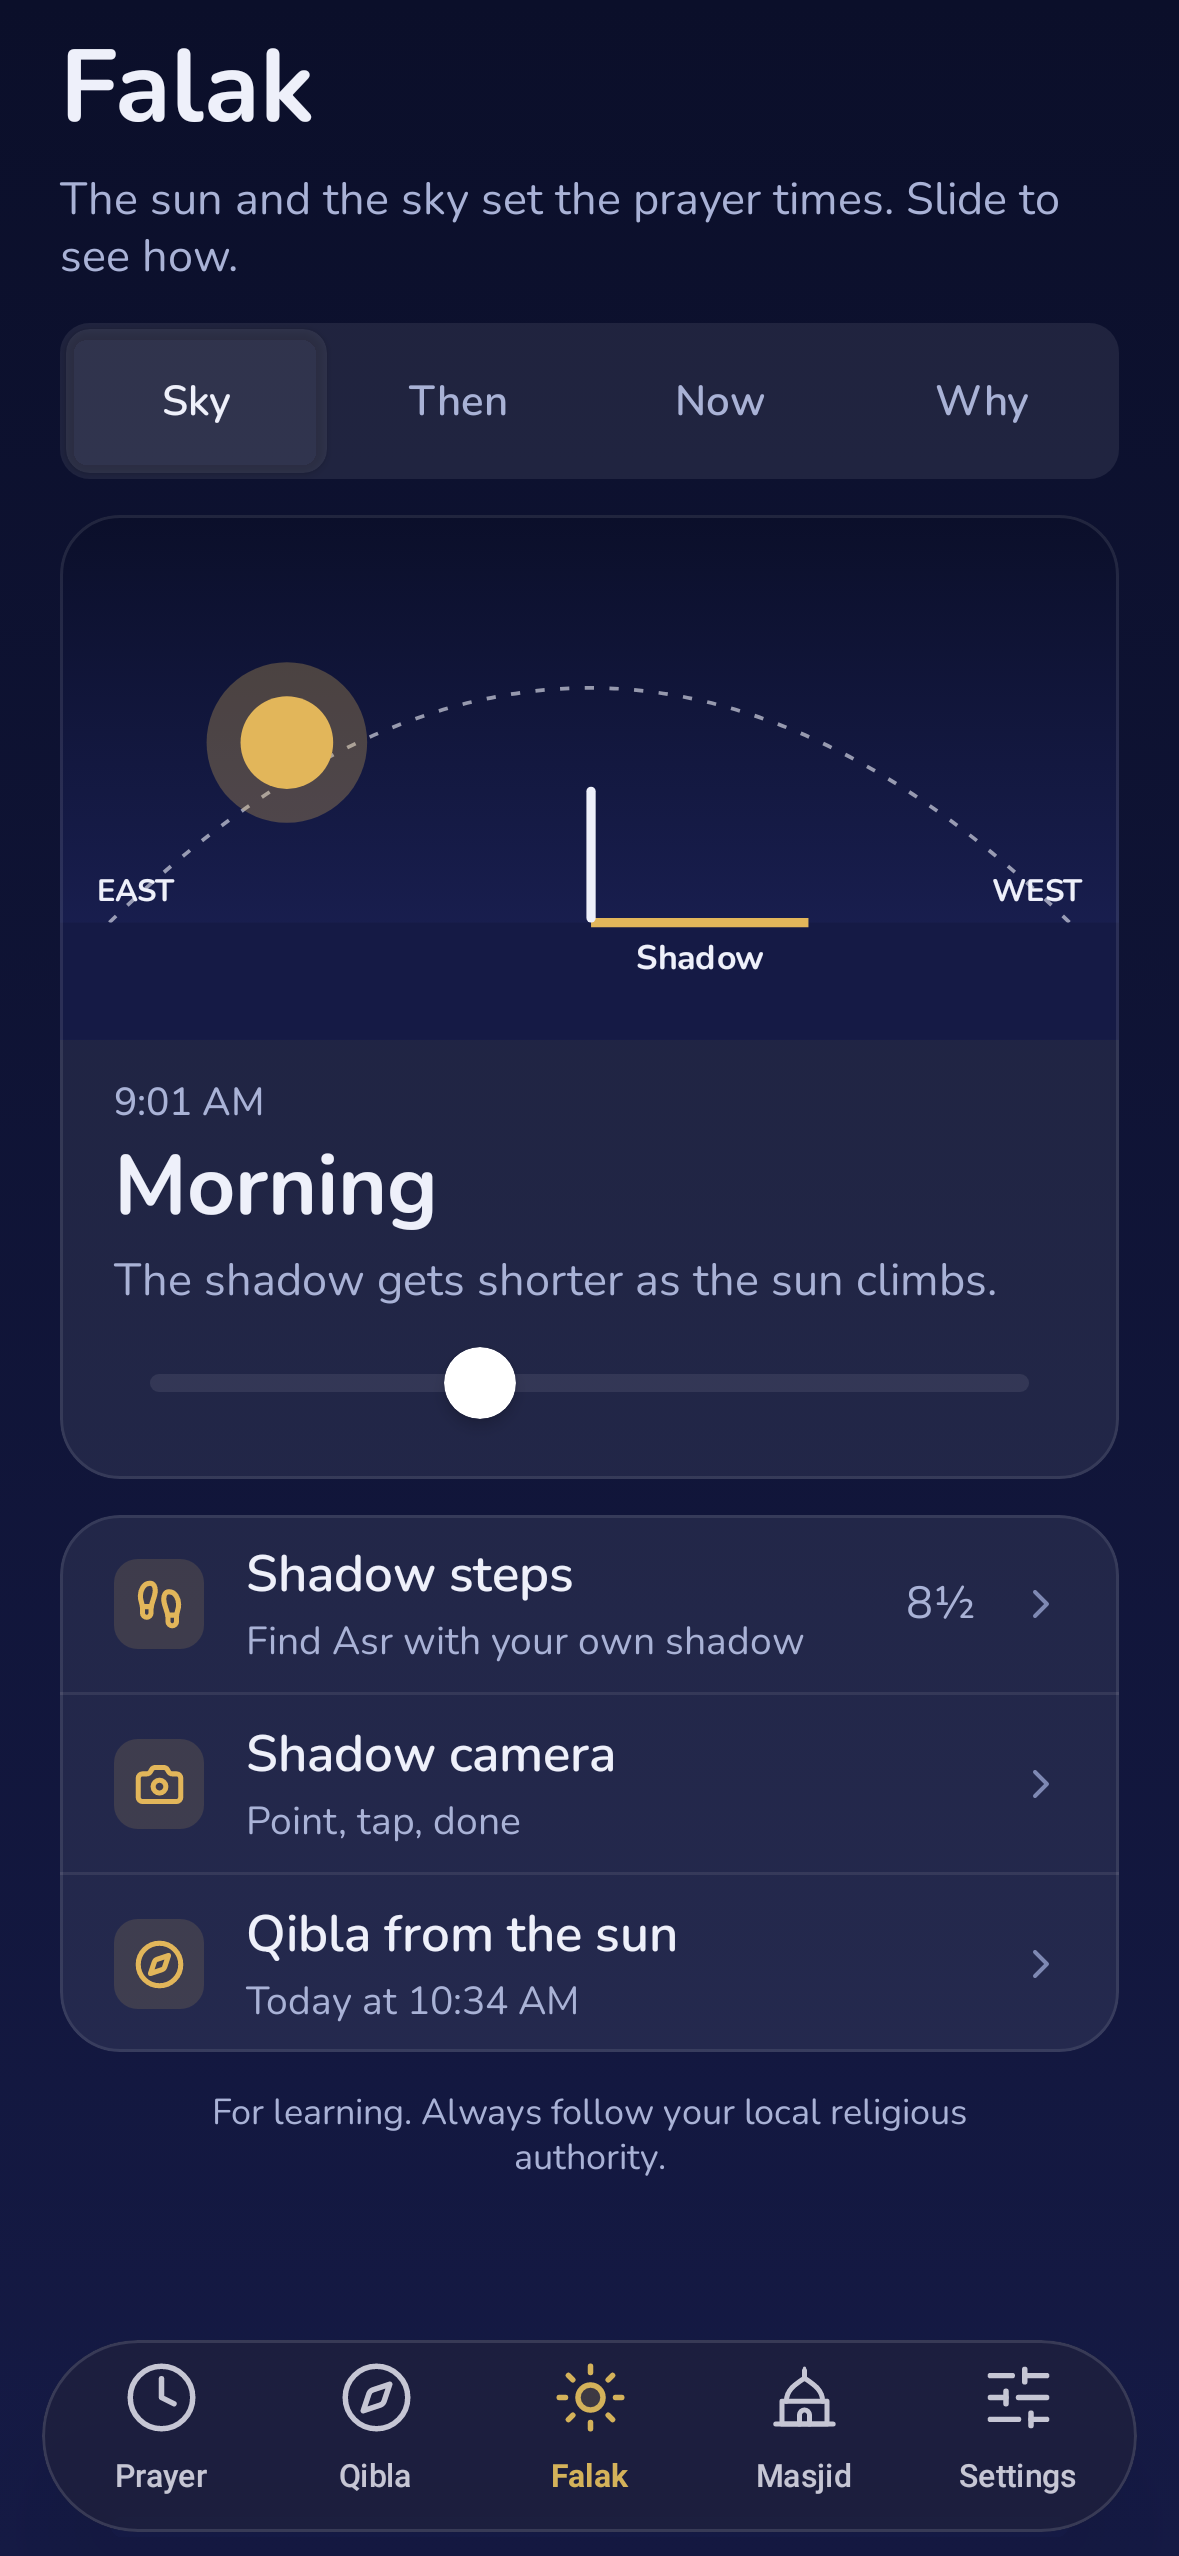 Falak
The sun and the sky set the prayer times. Slide to
see how.
Sky
Then
Now
Why
EAST
WEST
Shadow
9:01 AM
Morning
The shadow gets shorter as the sun climbs.
Shadow steps
Find Asr with your own shadow
8½
Shadow camera
Point, tap, done
Qibla from the sun
Today at 10:34 AM
For learning. Always follow your local religious
authority.
Prayer
Qibla
Falak
Masjid
Settings